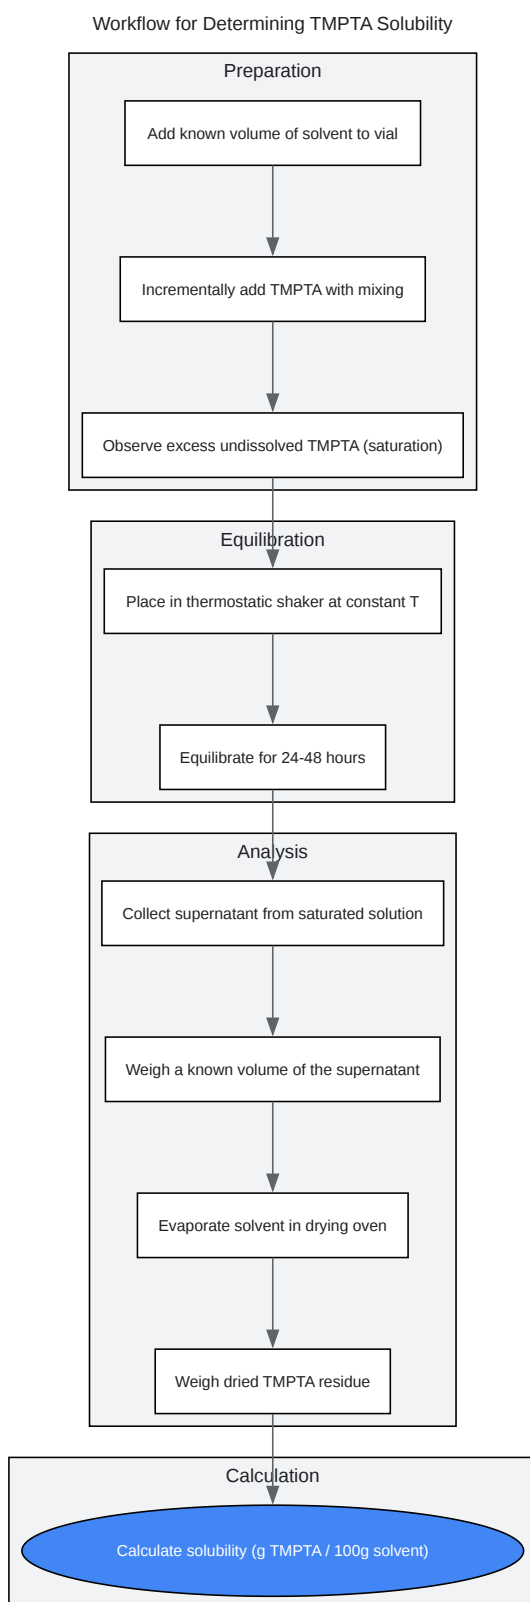 Workflow for Determining TMPTA Solubility
Preparation
Add known volume of solvent to vial
Incrementally add TMPTA with mixing
Observe excess undissolved TMPTA (saturation)
Equilibration
Place in thermostatic shaker at constant T
Equilibrate for 24-48 hours
Analysis
Collect supernatant from saturated solution
Weigh a known volume of the supernatant
Evaporate solvent in drying oven
Weigh dried TMPTA residue
Calculation
Calculate solubility (g TMPTA / 100g solvent)